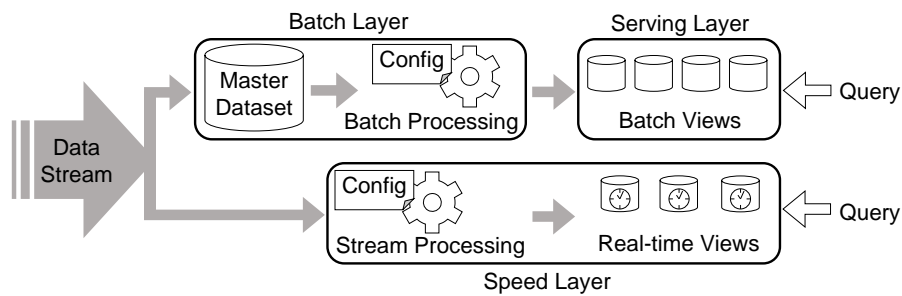 Batch Layer
Serving Layer
Master
Dataset
Config
Batch Processing
Batch Views
Query
Data
Stream
Config
Stream Processing
Real-time Views
Query
Speed Layer